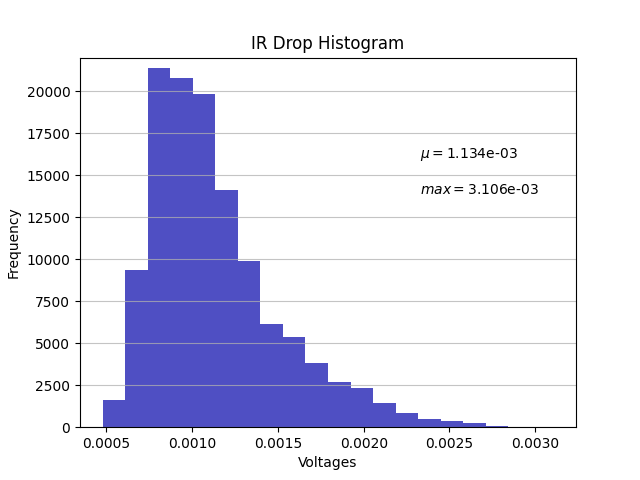 IR Drop Histogram
20000
17500
15000
12500
10000
7500
5000
2500
0
Frequency
μ = 1.134e-03
max = 3.106e-03
0.0005 0.0010 0.0015 0.0020 0.0025 0.0030
Voltages